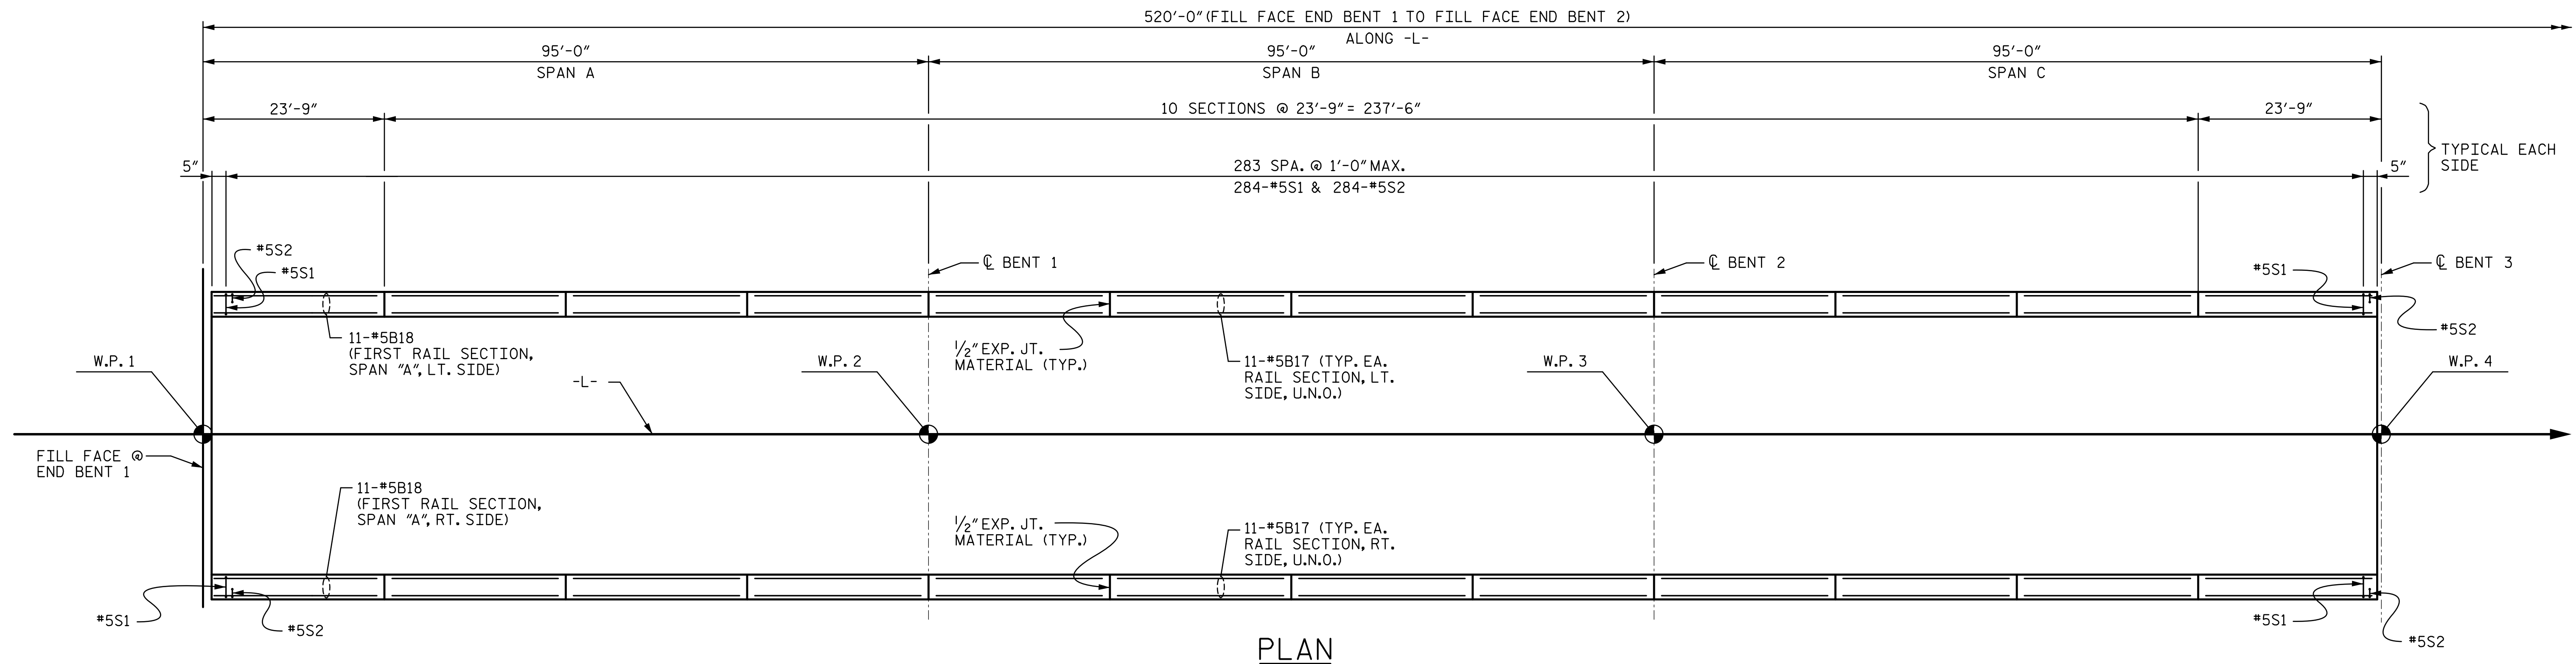 520'-0" (FILL FACE END BENT 1 TO FILL FACE END BENT 2)
ALONG -L-
95'-0"
SPAN A
95'-0"
SPAN B
95'-0"
SPAN C
23'-9"
10 SECTIONS @ 23'-9" = 237'-6"
23'-9"
TYPICAL EACH
SIDE
5"
283 SPA. @ 1'-0" MAX.
284-#5S1 & 284-#5S2
5"
#5S2
#5S1
℄ BENT 1
℄ BENT 2
#5S1
℄ BENT 3
#5S2
11-#5B18
(FIRST RAIL SECTION,
SPAN "A", LT. SIDE)
1/2" EXP. JT.
MATERIAL (TYP.)
11-#5B17 (TYP. EA.
RAIL SECTION, LT.
SIDE, U.N.O.)
W.P. 1
-L-
W.P. 2
W.P. 3
W.P. 4
FILL FACE @
END BENT 1
11-#5B18
(FIRST RAIL SECTION,
SPAN "A", RT. SIDE)
1/2" EXP. JT.
MATERIAL (TYP.)
11-#5B17 (TYP. EA.
RAIL SECTION, RT.
SIDE, U.N.O.)
#5S1
#5S2
#5S1
#5S2
PLAN